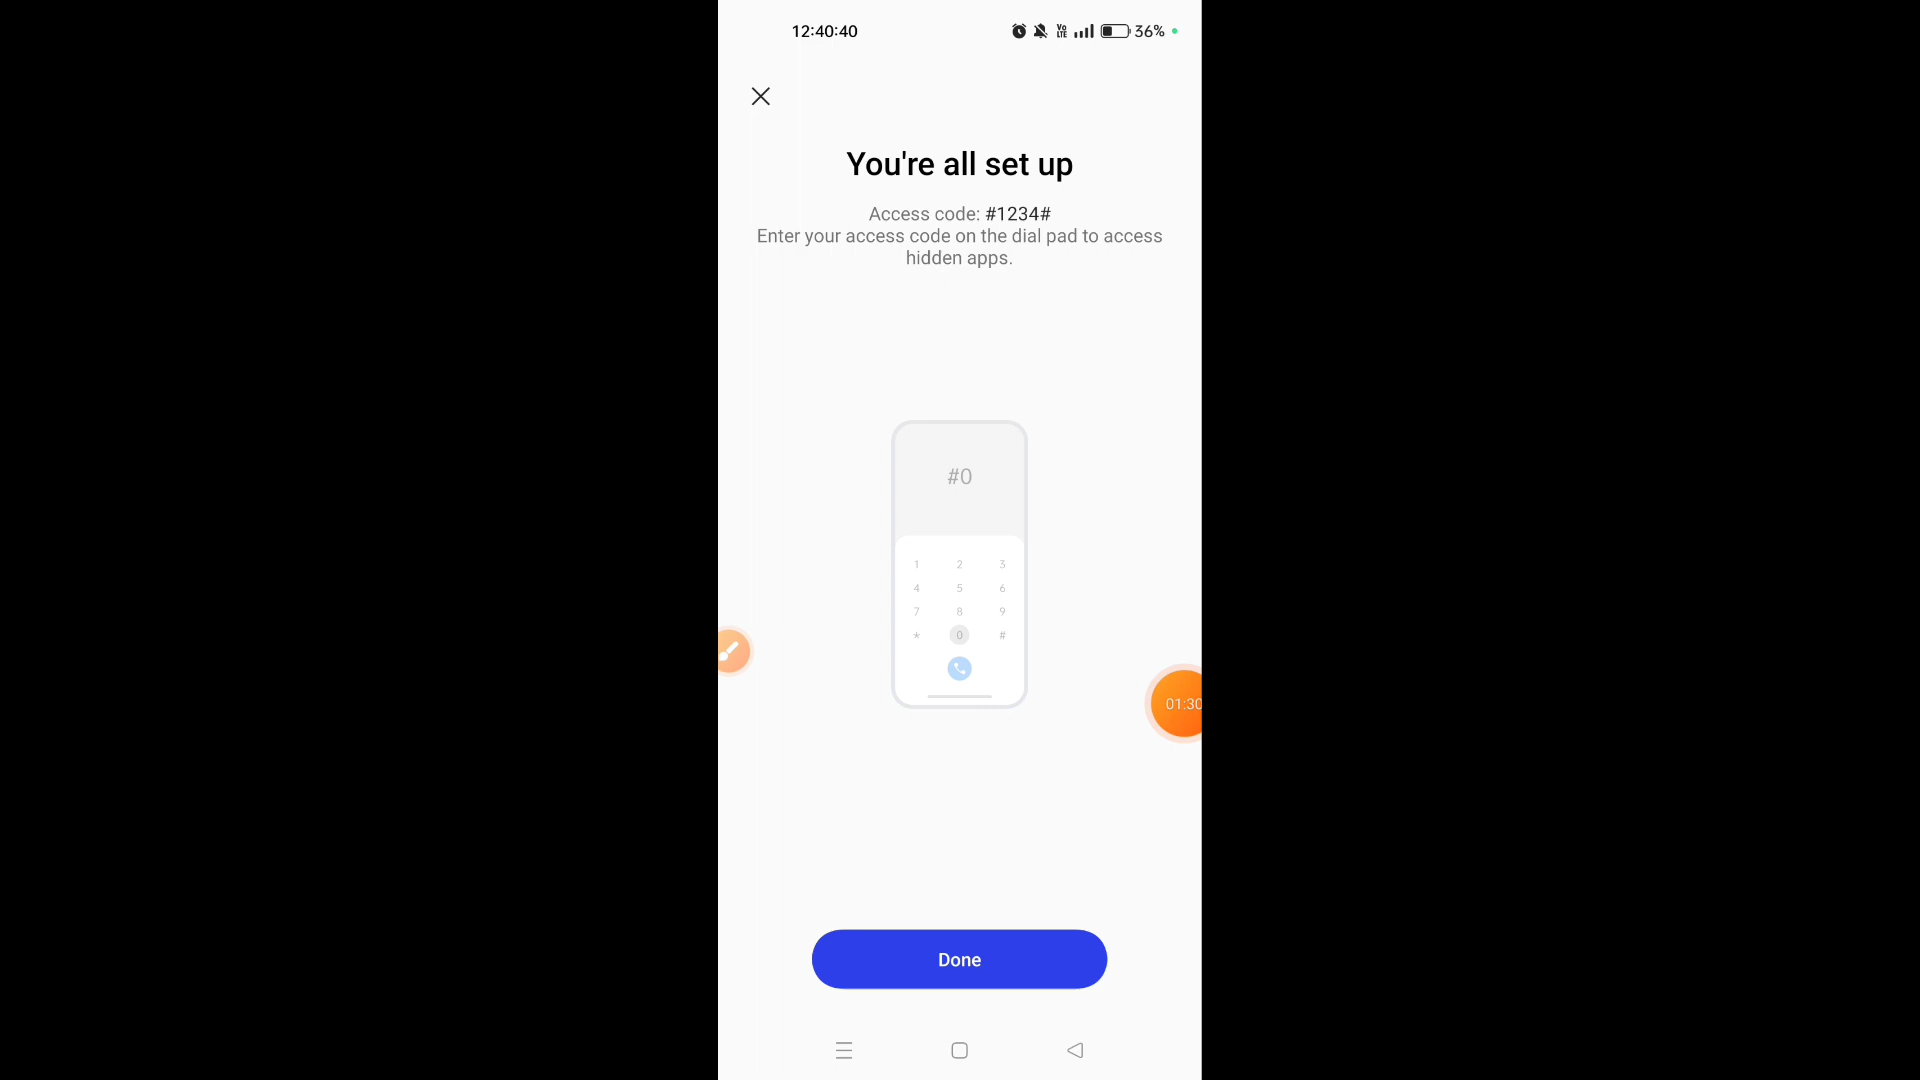 12:40:40 Vo LTE 36%
You're all set up
Access code: #1234#
Enter your access code on the dial pad to access
hidden apps.
#0
1 2 3
4 5 6
7 8 9
* 0 #
01:30
Done